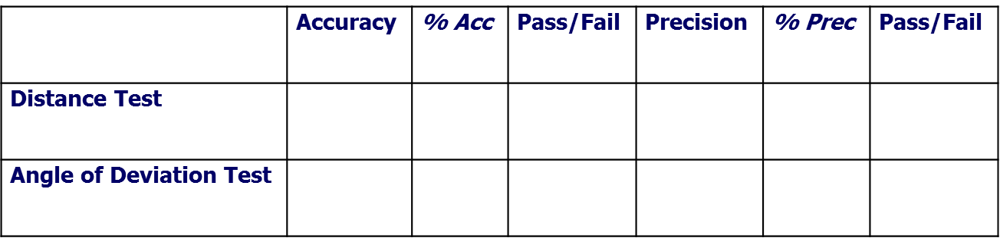 Accuracy % Acc Pass/Fail Precision % Prec Pass/Fail
Distance Test
Angle of Deviation Test